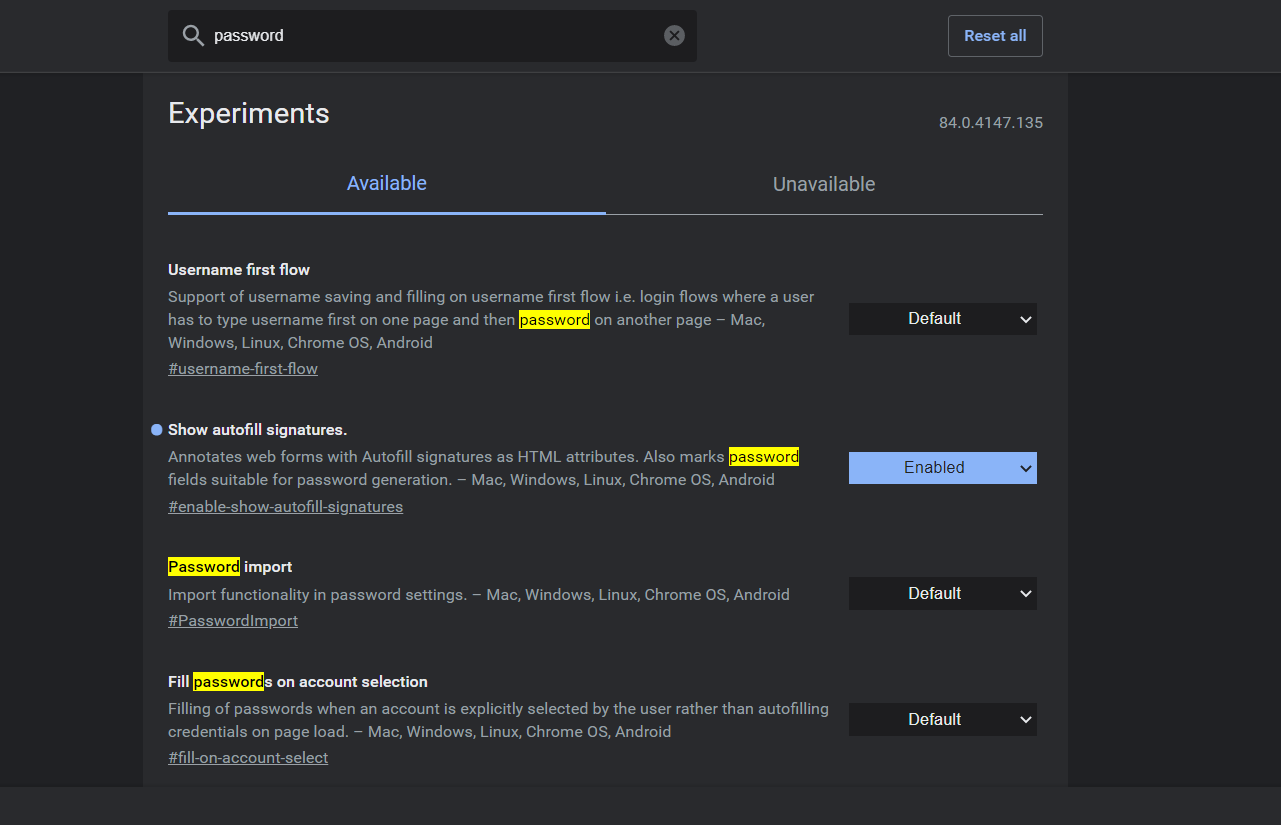 password
Reset all
Experiments
84.0.4147.135
Available
Unavailable
Username first flow
Support of username saving and filling on username first flow i.e. login flows where a user
has to type username first on one page and then password on another page – Mac,
Windows, Linux, Chrome OS, Android
#username-first-flow
Default
Show autofill signatures.
Annotates web forms with Autofill signatures as HTML attributes. Also marks password
fields suitable for password generation. – Mac, Windows, Linux, Chrome OS, Android
#enable-show-autofill-signatures
Enabled
Password import
Import functionality in password settings. – Mac, Windows, Linux, Chrome OS, Android
#PasswordImport
Default
Fill passwords on account selection
Filling of passwords when an account is explicitly selected by the user rather than autofilling
credentials on page load. – Mac, Windows, Linux, Chrome OS, Android
#fill-on-account-select
Default